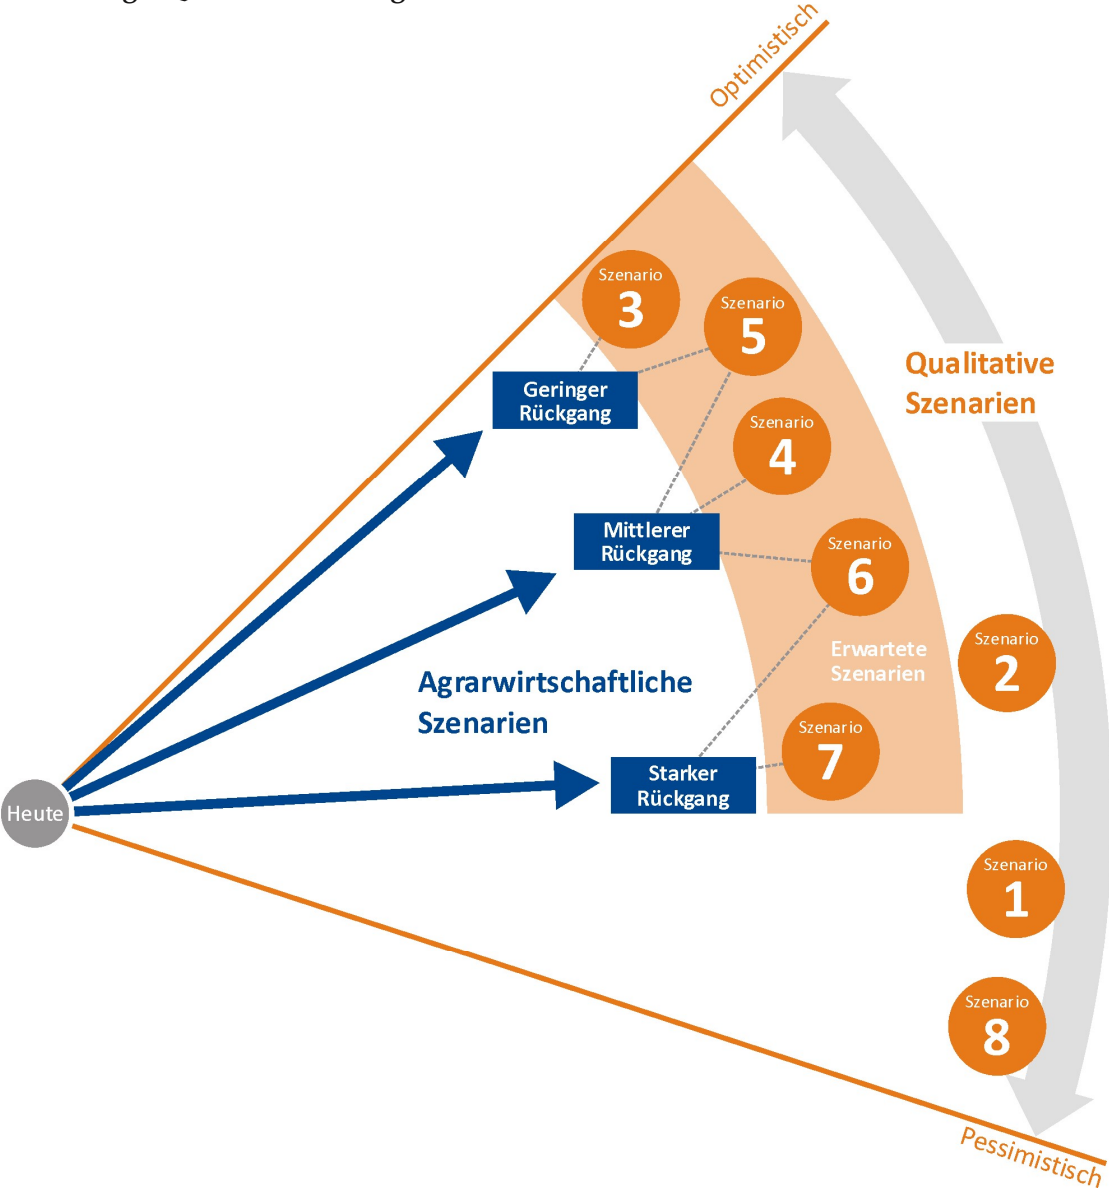 Optimistisch
Szenario
3
Szenario
5
Qualitative
Szenarien
Geringer
Rückgang
Szenario
4
Mittlerer
Rückgang
Szenario
6
Erwartete
Szenarien
Szenario
2
Agrarwirtschaftliche
Szenarien
Szenario
7
Starker
Rückgang
Heute
Szenario
1
Szenario
8
Pessimistisch